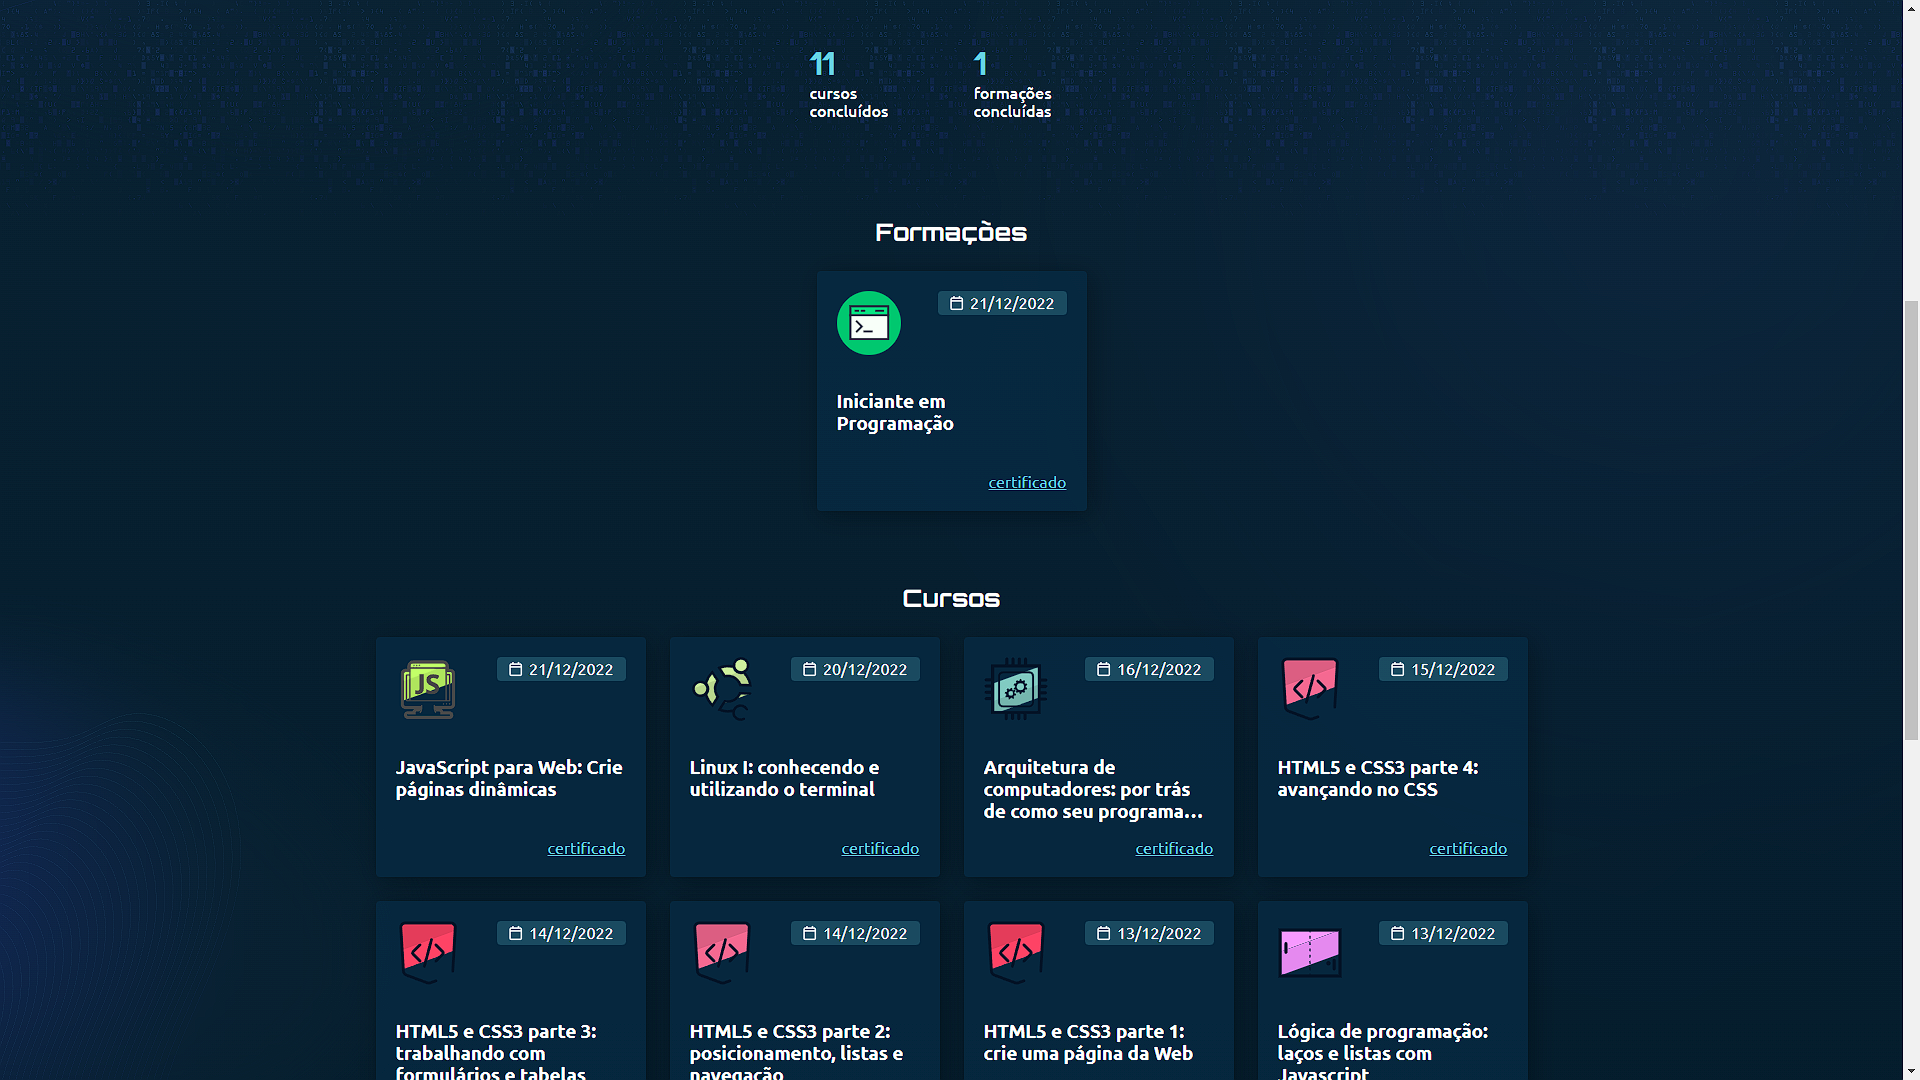 11
cursos
concluídos
1
formações
concluídas
Formações
21/12/2022
Iniciante em
Programação
certificado
Cursos
JS
21/12/2022
JavaScript para Web: Crie
páginas dinâmicas
certificado
20/12/2022
Linux I: conhecendo e
utilizando o terminal
certificado
16/12/2022
Arquitetura de
computadores: por trás
de como seu programa...
certificado
15/12/2022
HTML5 e CSS3 parte 4:
avançando no CSS
certificado
14/12/2022
HTML5 e CSS3 parte 3:
trabalhando com
formulários e tabelas
14/12/2022
HTML5 e CSS3 parte 2:
posicionamento, listas e
navegação
13/12/2022
HTML5 e CSS3 parte 1:
crie uma página da Web
13/12/2022
Lógica de programação:
laços e listas com
Javascript